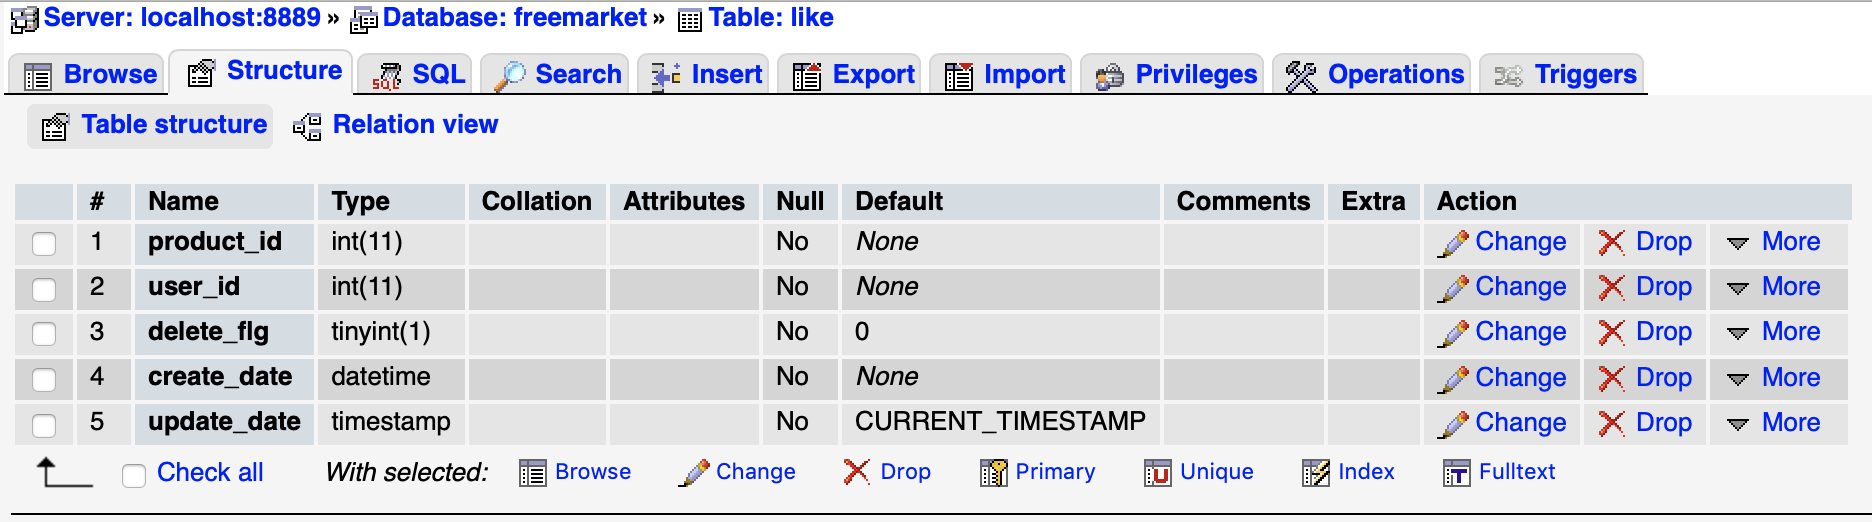 Server: localhost:8889 » Database: freemarket » Table: like
Browse Structure SQL Search Insert Export Import Privileges Operations Triggers
Table structure Relation view
# Name Type Collation Attributes Null Default Comments Extra Action
1 product_id int(11) No None Change Drop More
2 user_id int(11) No None Change Drop More
3 delete_flg tinyint(1) No 0 Change Drop More
4 create_date datetime No None Change Drop More
5 update_date timestamp No CURRENT_TIMESTAMP Change Drop More
Check all With selected: Browse Change Drop Primary Unique Index Fulltext